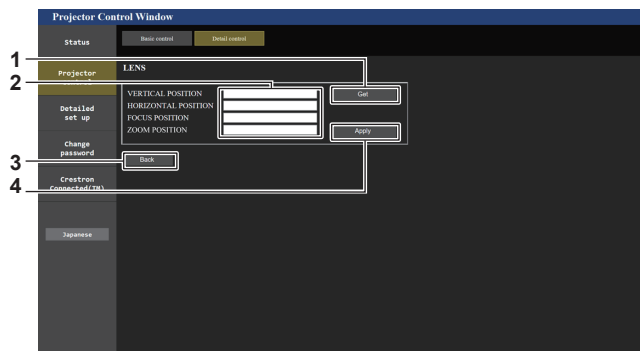 Projector Control Window
Status
Basic control
Detail control
1
2
Projector
control
LENS
VERTICAL POSITION
HORIZONTAL POSITION
FOCUS POSITION
ZOOM POSITION
Get
Apply
Detailed
set up
Change
password
3
Back
4
Crestron
Connected(TM)
Japanese